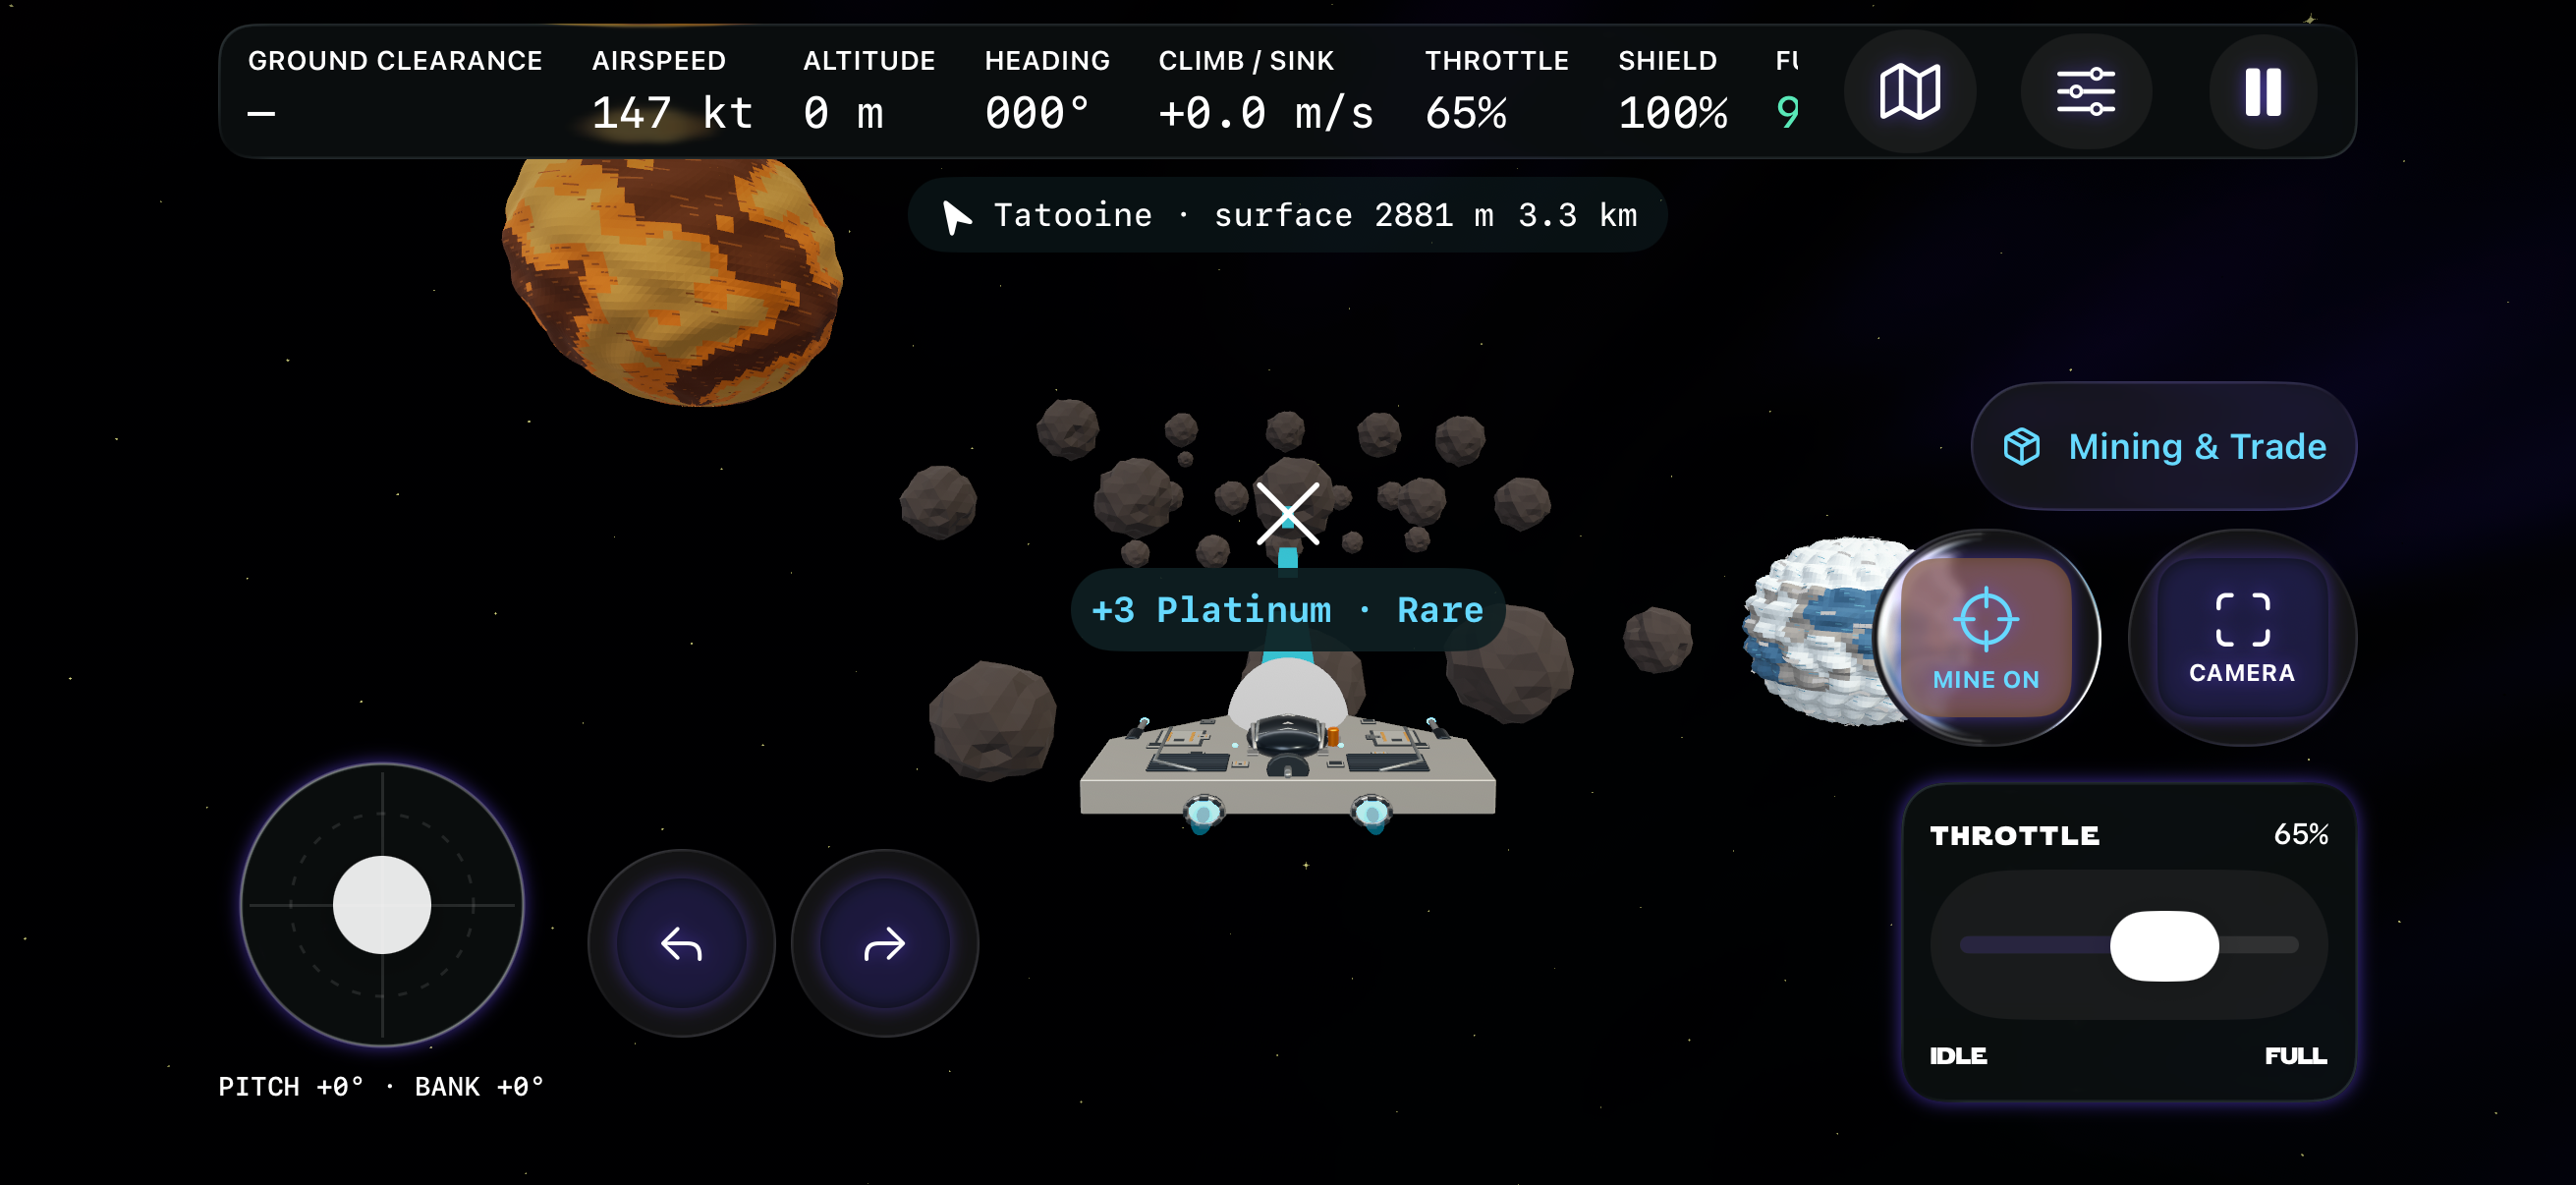 GROUND CLEARANCE AIRSPEED ALTITUDE HEADING CLIMB / SINK THROTTLE SHIELD
— 147 kt 0 m 000° +0.0 m/s 65% 100% 9
Tatooine · surface 2881 m 3.3 km
Mining & Trade
+3 Platinum · Rare
MINE ON
CAMERA
THROTTLE 65%
IDLE FULL
PITCH +0° · BANK +0°